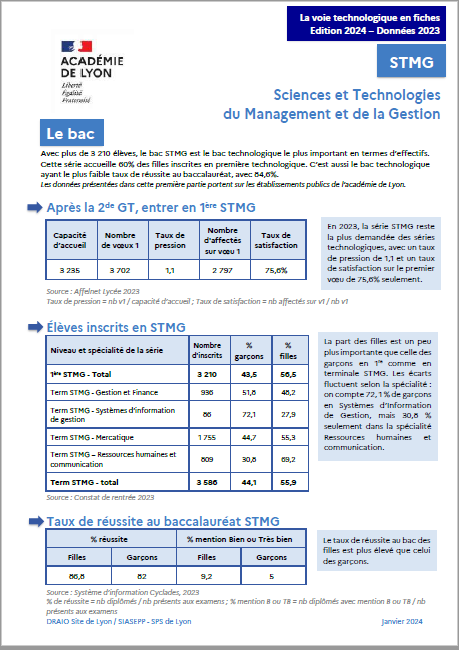 La voie technologique en fiches
Edition 2024 – Données 2023
ACADÉMIE
DE LYON
Liberté
Égalité
Fraternité
STMG
Sciences et Technologies
du Management et de la Gestion
Le bac
Avec plus de 3 210 élèves, le bac STMG est le bac technologique le plus important en termes d'effectifs.
Cette série accueille 60% des filles inscrites en première technologique. C'est aussi le bac technologique
ayant le plus faible taux de réussite au baccalauréat, avec 84,6%.
Les données présentées dans cette première partie portent sur les établissements publics de l'académie de Lyon.
Après la 2de GT, entrer en 1ère STMG
Capacité d'accueil Nombre de vœux 1 Taux de pression Nombre d'affectés sur vœu 1 Taux de satisfaction
3 235 3 702 1,1 2 797 75,6%
Source : Affelnet Lycée 2023
Taux de pression = nb v1 / capacité d'accueil ; Taux de satisfaction = nb affectés sur v1 / nb v1
En 2023, la série STMG reste
la plus demandée des séries
technologiques, avec un taux
de pression de 1,1 et un taux
de satisfaction sur le premier
vœu de 75,6% seulement.
Élèves inscrits en STMG
Niveau et spécialité de la série Nombre d'inscrits % garçons % filles
1ère STMG - Total 3 210 43,5 56,5
Term STMG - Gestion et Finance 936 51,8 48,2
Term STMG - Systèmes d'information de gestion 86 72,1 27,9
Term STMG - Mercatique 1 755 44,7 55,3
Term STMG – Ressources humaines et communication 809 30,8 69,2
Term STMG - total 3 586 44,1 55,9
Source : Constat de rentrée 2023
La part des filles est un peu
plus importante que celle des
garçons en 1re comme en
terminale STMG. Les écarts
fluctuent selon la spécialité :
on compte 72,1% de garçons
en Systèmes d'Information
de Gestion, mais 30,8 %
seulement dans la spécialité
Ressources humaines et
communication.
Taux de réussite au baccalauréat STMG
% réussite % mention Bien ou Très bien
Filles Garçons Filles Garçons
86,8 82 9,2 5
Source : Système d'information Cyclades, 2023
% de réussite = nb diplômés / nb présents aux examens ; % mention B ou TB = nb diplômés avec mention B ou TB / nb
présents aux examens
Le taux de réussite au bac des
filles est plus élevé que celui
des garçons.
DRAIO Site de Lyon / SIASEPP - SPS de Lyon
Janvier 2024